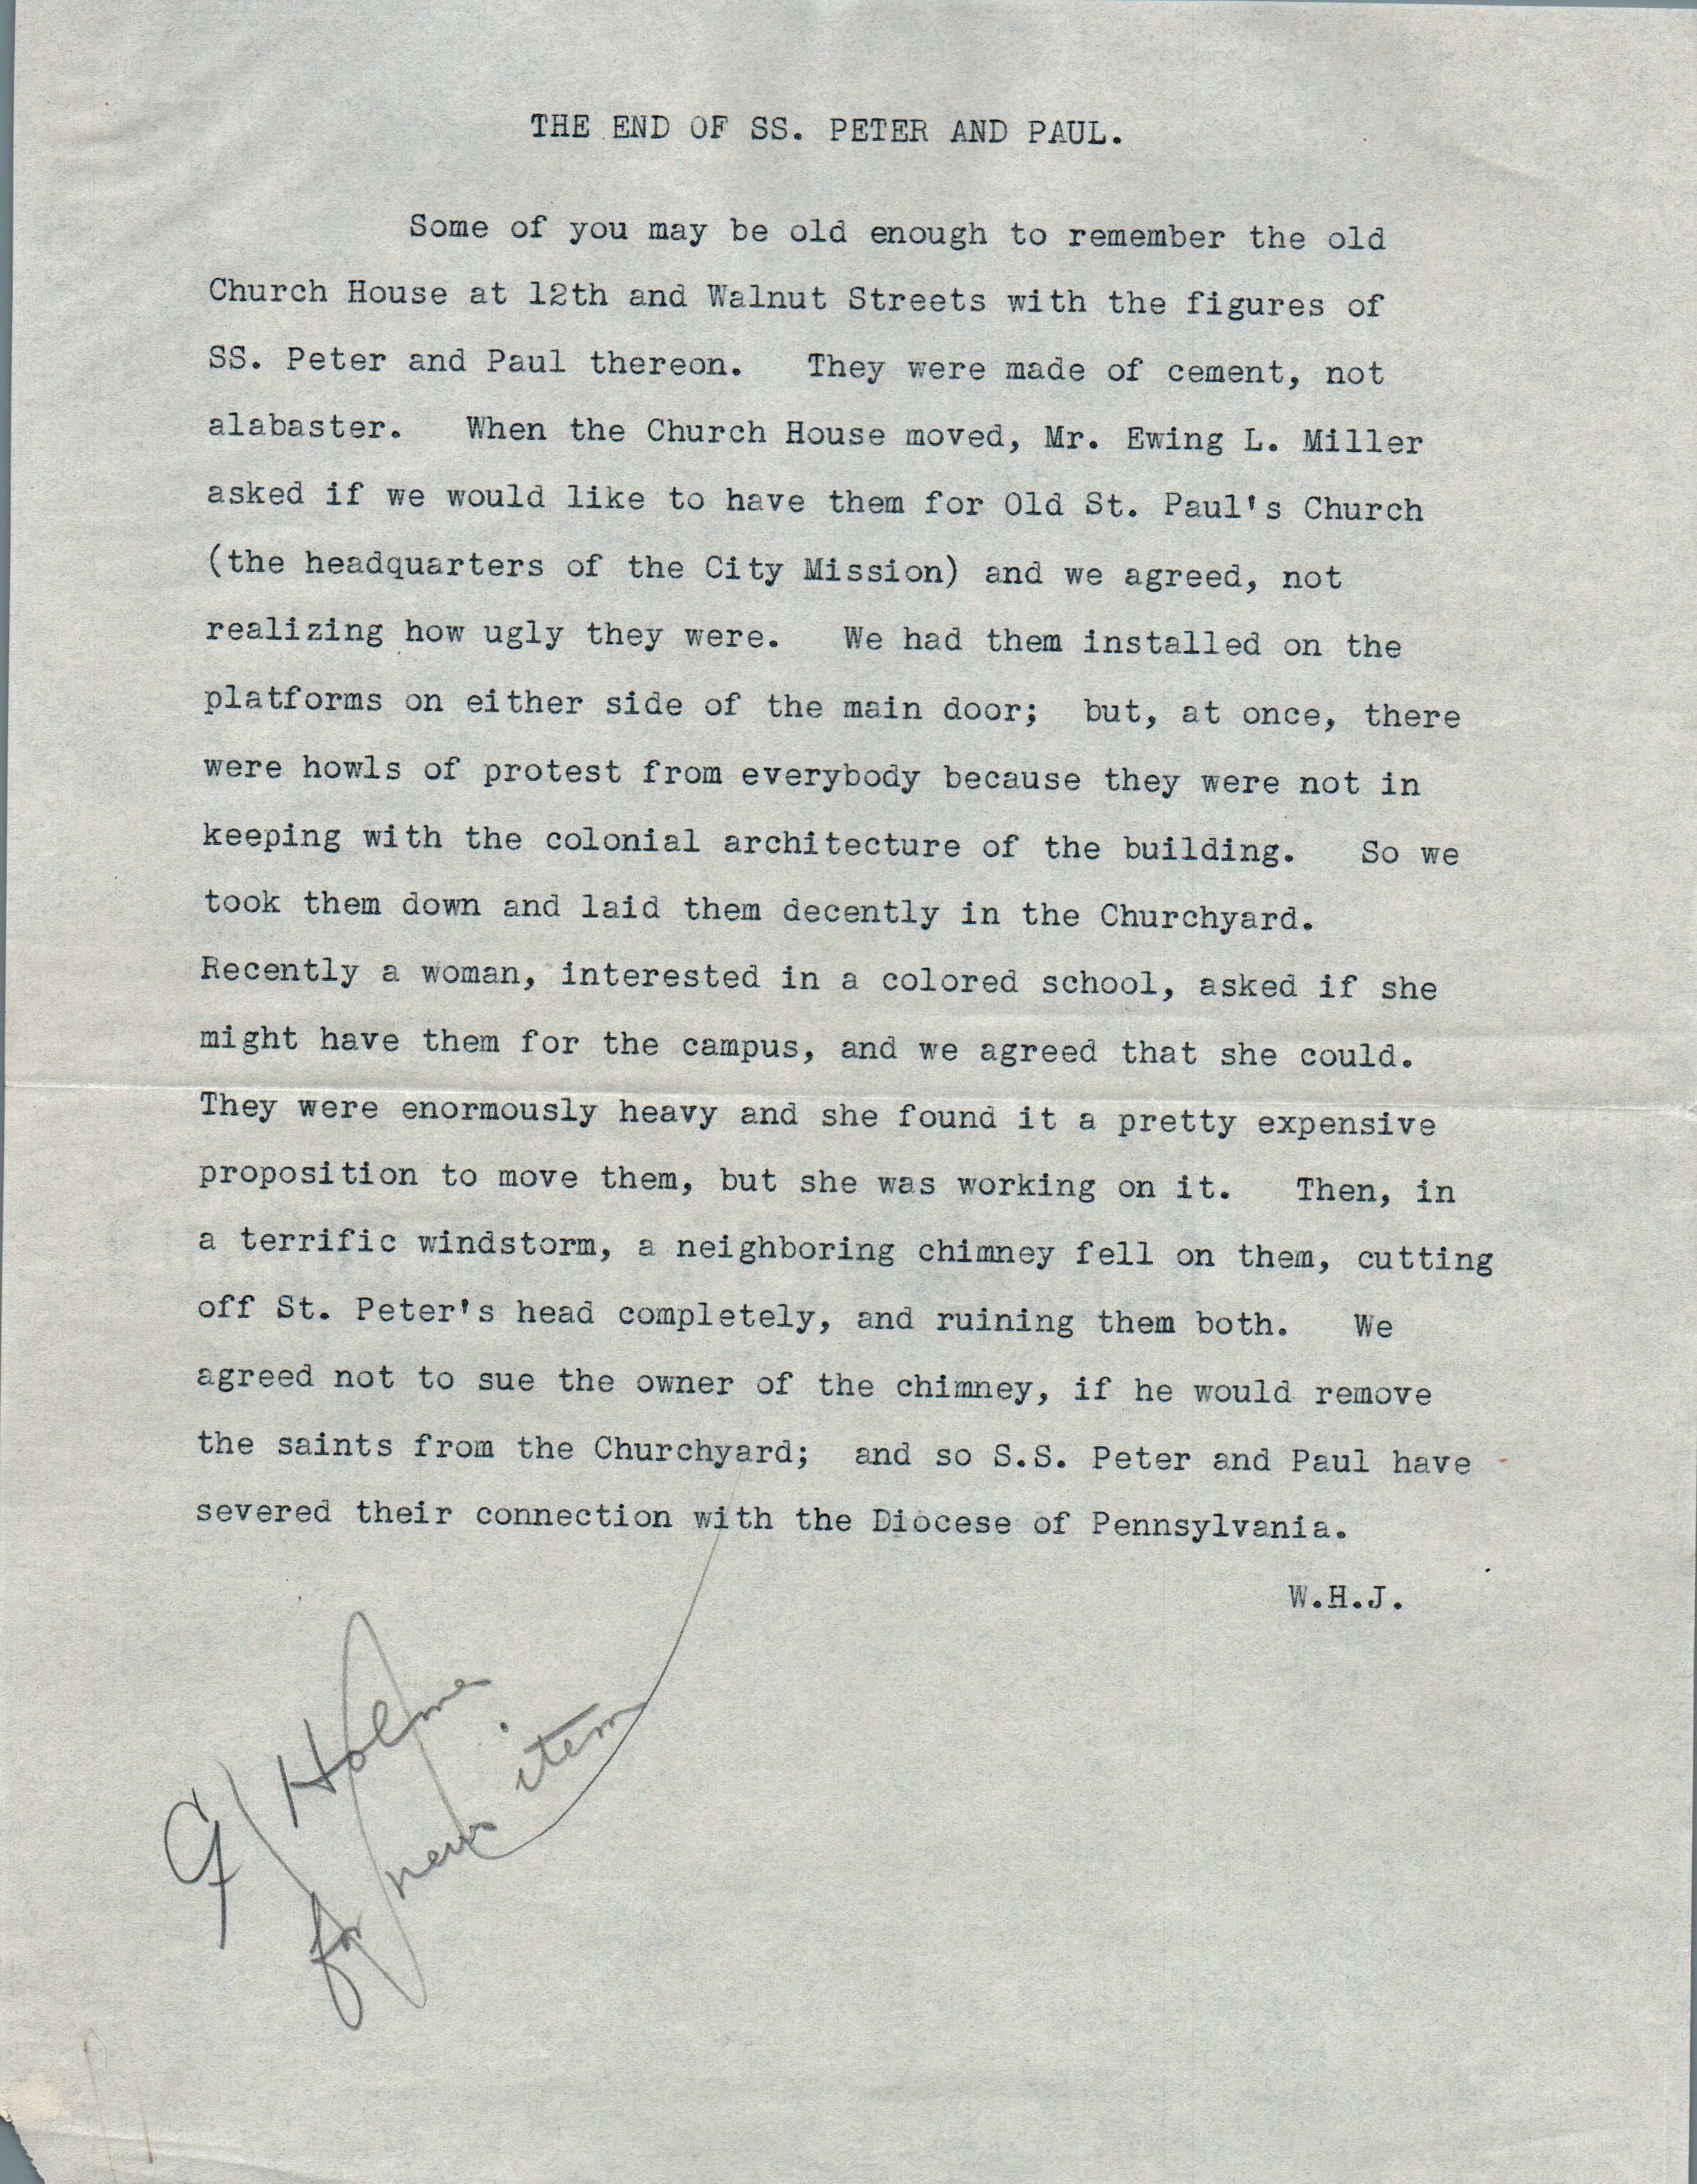 THE END OF SS. PETER AND PAUL.
Some of you may be old enough to remember the old
Church House at 12th and Walnut Streets with the figures of
SS. Peter and Paul thereon.   They were made of cement, not
alabaster.   When the Church House moved, Mr. Ewing L. Miller
asked if we would like to have them for Old St. Paul's Church
(the headquarters of the City Mission) and we agreed, not
realizing how ugly they were.   We had them installed on the
platforms on either side of the main door;  but, at once, there
were howls of protest from everybody because they were not in
keeping with the colonial architecture of the building.   So we
took them down and laid them decently in the Churchyard.
Recently a woman, interested in a colored school, asked if she
might have them for the campus, and we agreed that she could.
They were enormously heavy and she found it a pretty expensive
proposition to move them, but she was working on it.   Then, in
a terrific windstorm, a neighboring chimney fell on them, cutting
off St. Peter's head completely, and ruining them both.   We
agreed not to sue the owner of the chimney, if he would remove
the saints from the Churchyard;  and so S.S. Peter and Paul have
severed their connection with the Diocese of Pennsylvania.
W.H.J.
Holmes
for news item